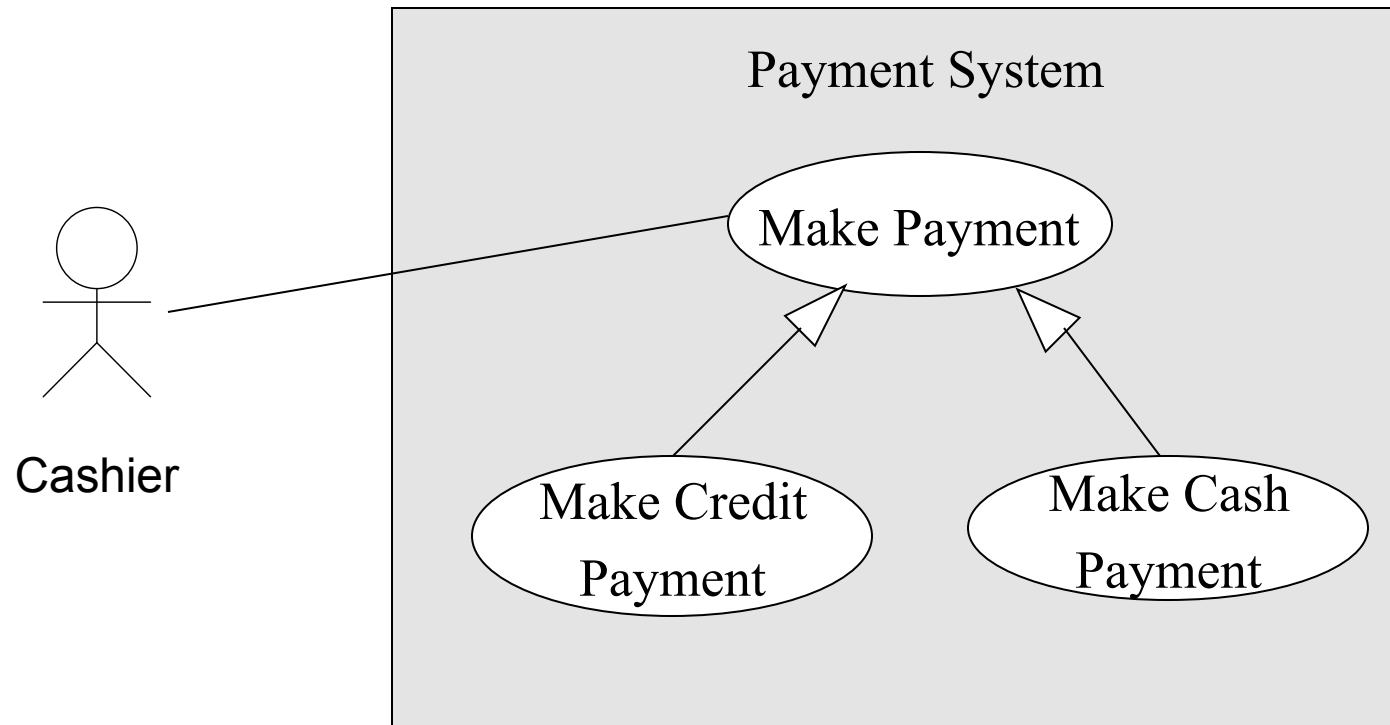 Payment System
Make Payment
Cashier
Make Credit
Payment
Make Cash
Payment